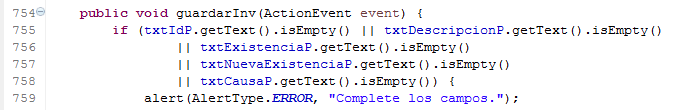 754 public void guardarInv(ActionEvent event) {
755 if (txtIdP.getText().isEmpty() || txtDescripcionP.getText().isEmpty()
756 || txtExistenciaP.getText().isEmpty()
757 || txtNuevaExistenciaP.getText().isEmpty()
758 || txtCausaP.getText().isEmpty()) {
759 alert(AlertType.ERROR, "Complete los campos.");